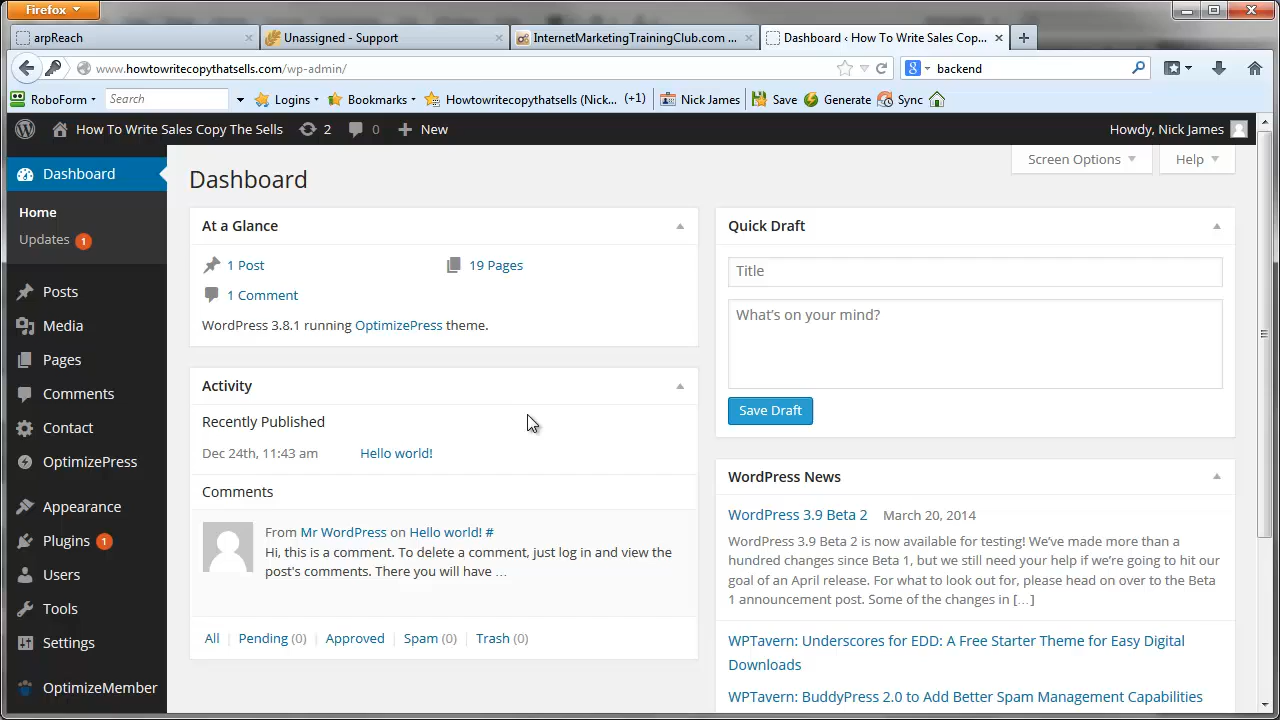 Firefox
arpReach
Unassigned - Support
InternetMarketingTrainingClub.com ...
Dashboard ‹ How To Write Sales Cop...
www.howtowritecopythatsells.com/wp-admin/
backend
RoboForm
Search
Logins
Bookmarks
Howtowritecopythatsells (Nick... (+1)
Nick James
Save
Generate
Sync
How To Write Sales Copy The Sells
2
0
New
Howdy, Nick James
Dashboard
Home
Updates 1
Posts
Media
Pages
Comments
Contact
OptimizePress
Appearance
Plugins 1
Users
Tools
Settings
OptimizeMember
Screen Options
Help
Dashboard
At a Glance
1 Post
19 Pages
1 Comment
WordPress 3.8.1 running OptimizePress theme.
Activity
Recently Published
Dec 24th, 11:43 am Hello world!
Comments
From Mr WordPress on Hello world! #
Hi, this is a comment. To delete a comment, just log in and view the
post's comments. There you will have …
All | Pending (0) | Approved | Spam (0) | Trash (0)
Quick Draft
Title
What's on your mind?
Save Draft
WordPress News
WordPress 3.9 Beta 2 March 20, 2014
WordPress 3.9 Beta 2 is now available for testing! We've made more than a
hundred changes since Beta 1, but we still need your help if we're going to hit our
goal of an April release. For what to look out for, please head on over to the Beta
1 announcement post. Some of the changes in […]
WPTavern: Underscores for EDD: A Free Starter Theme for Easy Digital
Downloads
WPTavern: BuddyPress 2.0 to Add Better Spam Management Capabilities